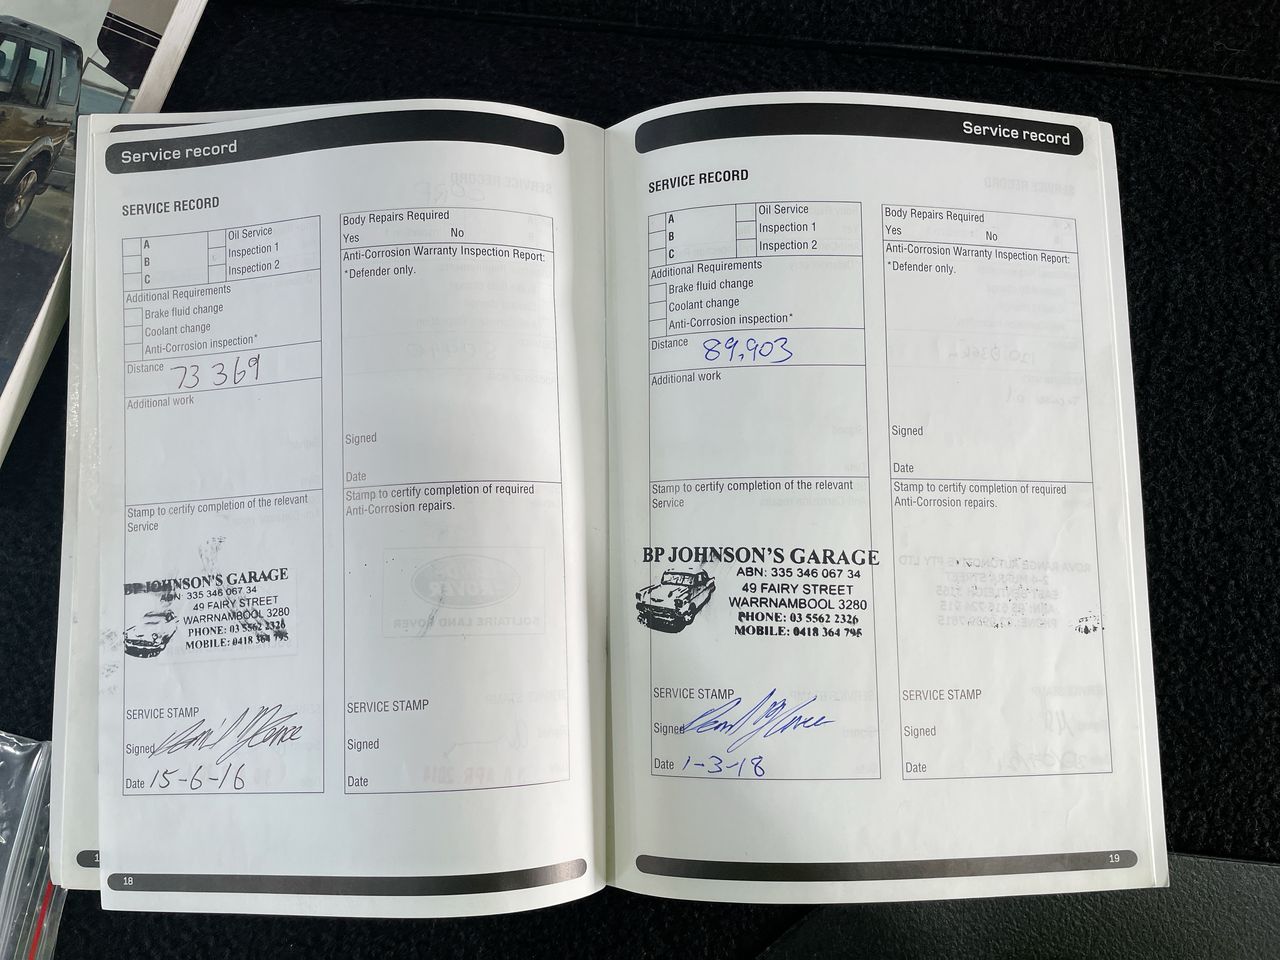 Service record
SERVICE RECORD
A
B
C
Oil Service
Inspection 1
Inspection 2
Additional Requirements
Brake fluid change
Coolant change
Anti-Corrosion inspection*
Distance 73 369
Additional work
Stamp to certify completion of the relevant
Service
BP JOHNSON'S GARAGE
ABN: 335 346 067 34
49 FAIRY STREET
WARRNAMBOOL 3280
PHONE: 03 5562 2326
MOBILE: 0418 364 795
SERVICE STAMP
Signed
Date 15-6-16
Body Repairs Required
Yes No
Anti-Corrosion Warranty Inspection Report:
*Defender only.
Signed
Date
Stamp to certify completion of required
Anti-Corrosion repairs.
SERVICE STAMP
Signed
Date
18
Service record
SERVICE RECORD
A
B
C
Oil Service
Inspection 1
Inspection 2
Additional Requirements
Brake fluid change
Coolant change
Anti-Corrosion inspection*
Distance 89,903
Additional work
Stamp to certify completion of the relevant
Service
BP JOHNSON'S GARAGE
ABN: 335 346 067 34
49 FAIRY STREET
WARRNAMBOOL 3280
PHONE: 03 5562 2326
MOBILE: 0418 364 795
SERVICE STAMP
Signed
Date 1-3-18
Body Repairs Required
Yes No
Anti-Corrosion Warranty Inspection Report:
*Defender only.
Signed
Date
Stamp to certify completion of required
Anti-Corrosion repairs.
SERVICE STAMP
Signed
Date
19